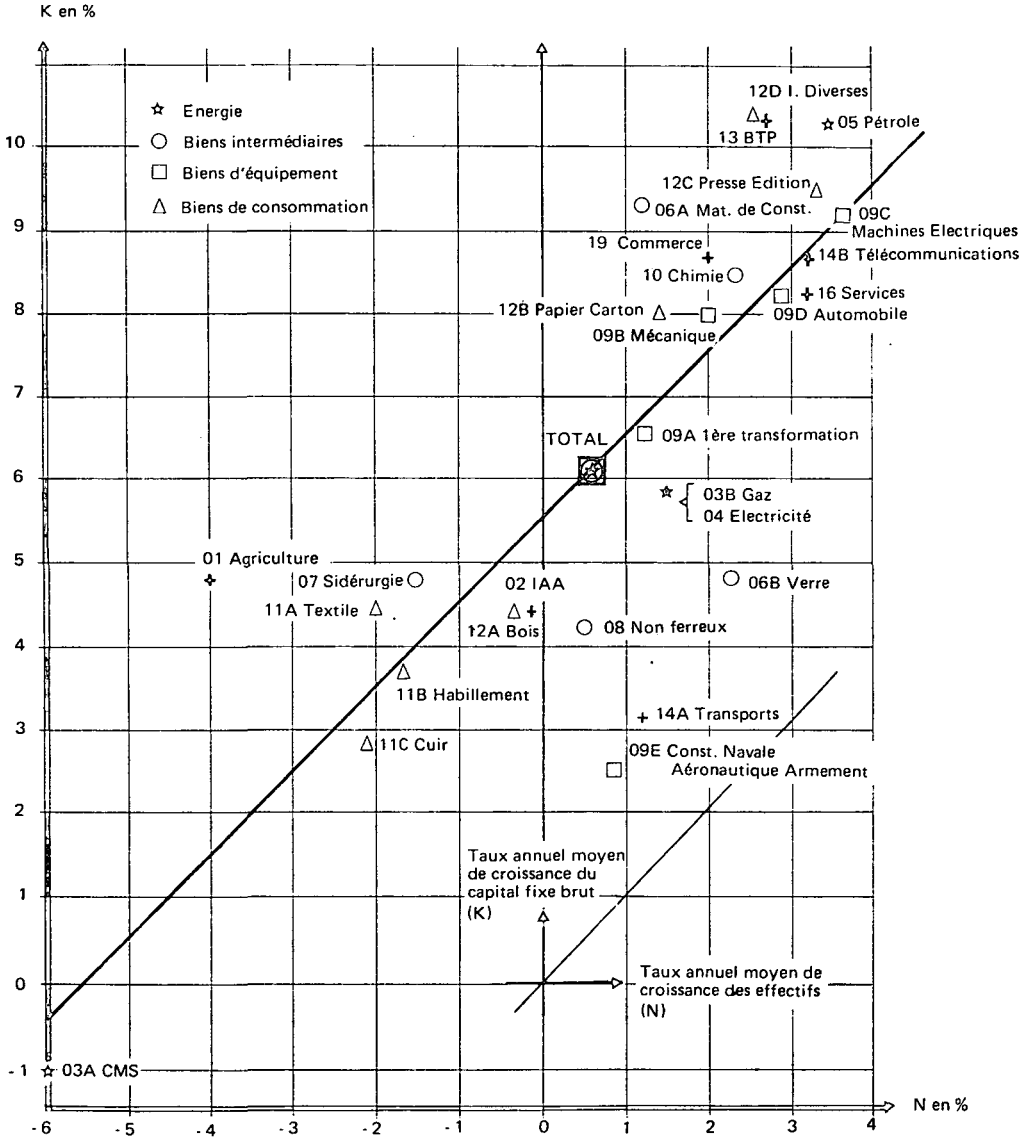 K en %
Energie
Biens intermédiaires
Biens d'équipement
Biens de consommation
12D I. Diverses
13 BTP
05 Pétrole
12C Presse Edition
06A Mat. de Const.
09C
Machines Electriques
19 Commerce
14B Télécommunications
10 Chimie
16 Services
12B Papier Carton
09D Automobile
09B Mécanique
TOTAL
09A 1ère transformation
03B Gaz
04 Electricité
01 Agriculture
07 Sidérurgie
02 IAA
06B Verre
11A Textile
12A Bois
08 Non ferreux
11B Habillement
14A Transports
11C Cuir
09E Const. Navale
Aéronautique Armement
Taux annuel moyen
de croissance du
capital fixe brut
(K)
Taux annuel moyen de
croissance des effectifs
(N)
03A CMS
10
9
8
7
6
5
4
3
2
1
0
- 1
- 6
- 5
- 4
- 3
- 2
- 1
0
1
2
3
4
N en %